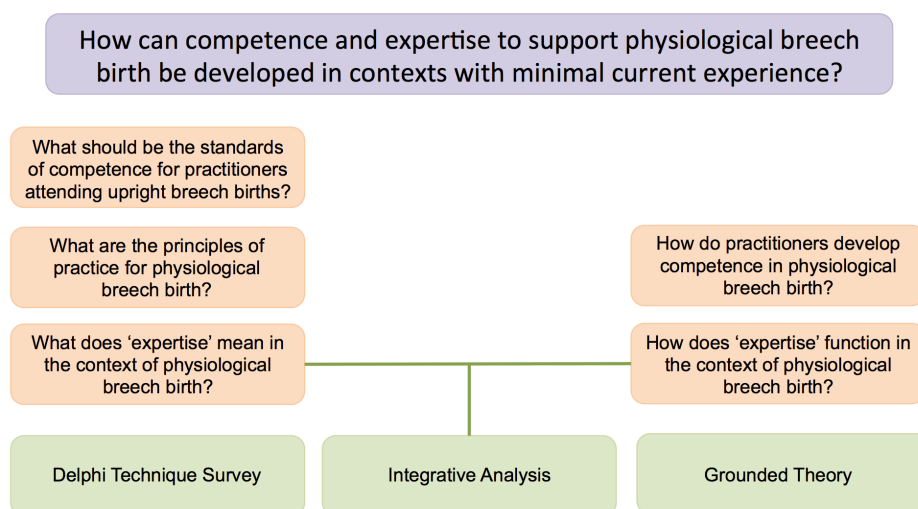 How can competence and expertise to support physiological breech
birth be developed in contexts with minimal current experience?
What should be the standards
of competence for practitioners
attending upright breech births?
What are the principles of
practice for physiological
breech birth?
How do practitioners develop
competence in physiological
breech birth?
What does ‘expertise’ mean in
the context of physiological
breech birth?
How does ‘expertise’ function in
the context of physiological
breech birth?
Delphi Technique Survey
Integrative Analysis
Grounded Theory